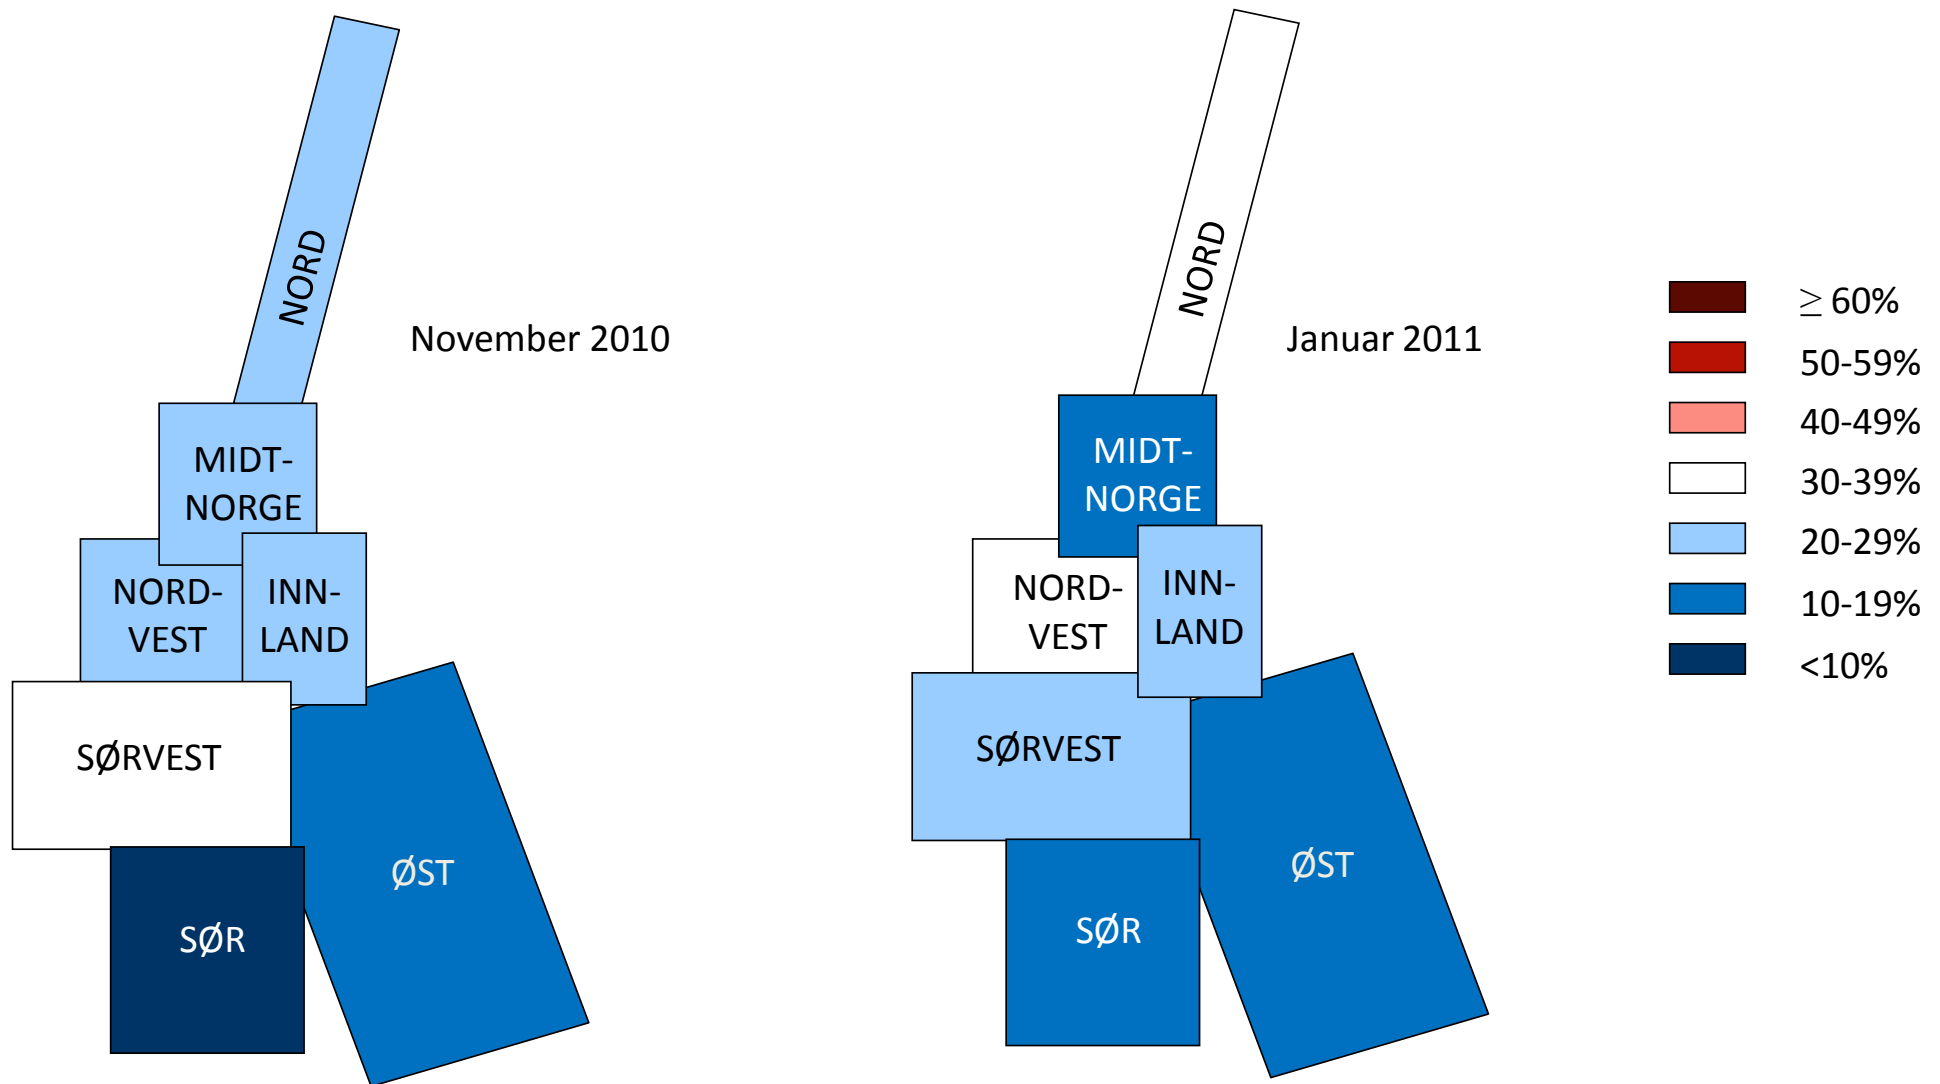 NORD
November 2010
MIDT-
NORGE
NORD-
VEST
INN-
LAND
SØRVEST
ØST
SØR
NORD
Januar 2011
MIDT-
NORGE
NORD-
VEST
INN-
LAND
SØRVEST
ØST
SØR
≥ 60%
50-59%
40-49%
30-39%
20-29%
10-19%
<10%